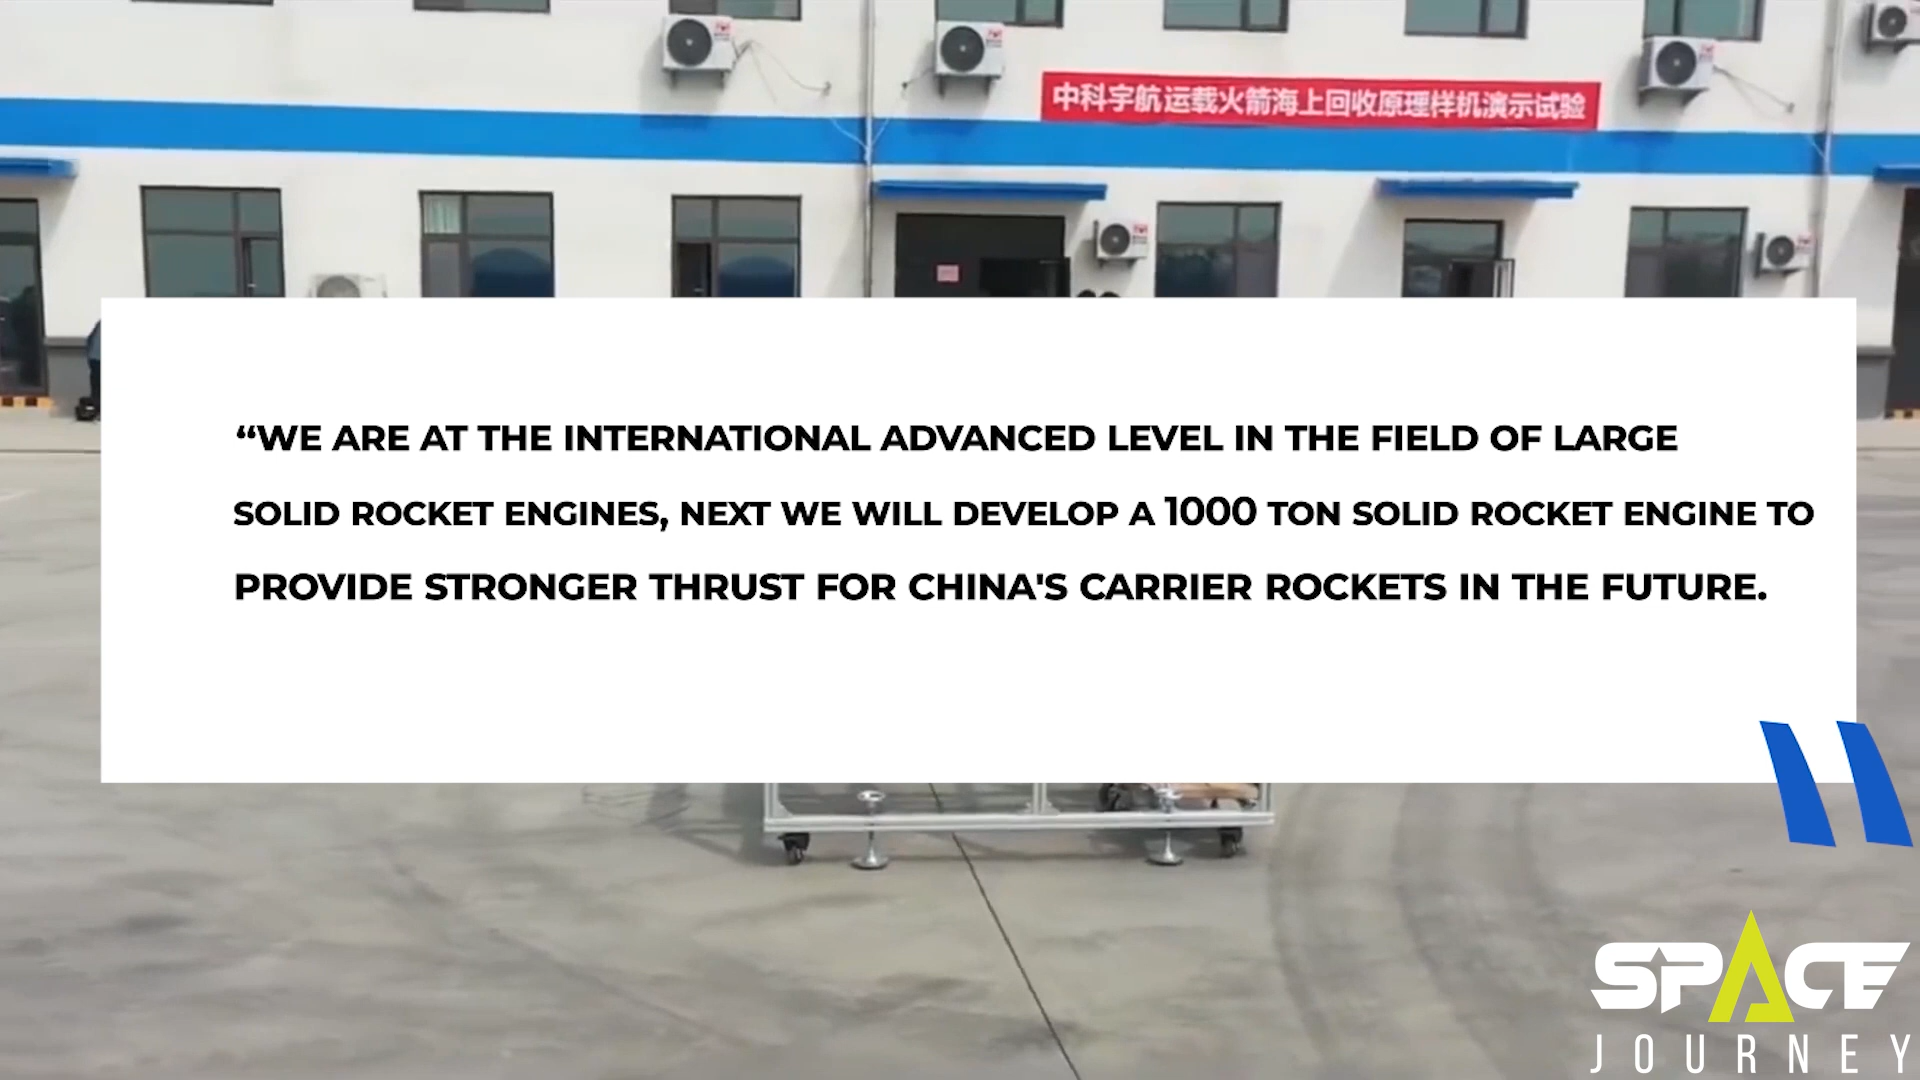 中科宇航运载火箭海上回收原理样机演示试验
“WE ARE AT THE INTERNATIONAL ADVANCED LEVEL IN THE FIELD OF LARGE
SOLID ROCKET ENGINES, NEXT WE WILL DEVELOP A 1000 TON SOLID ROCKET ENGINE TO
PROVIDE STRONGER THRUST FOR CHINA'S CARRIER ROCKETS IN THE FUTURE.
SPACE
JOURNEY